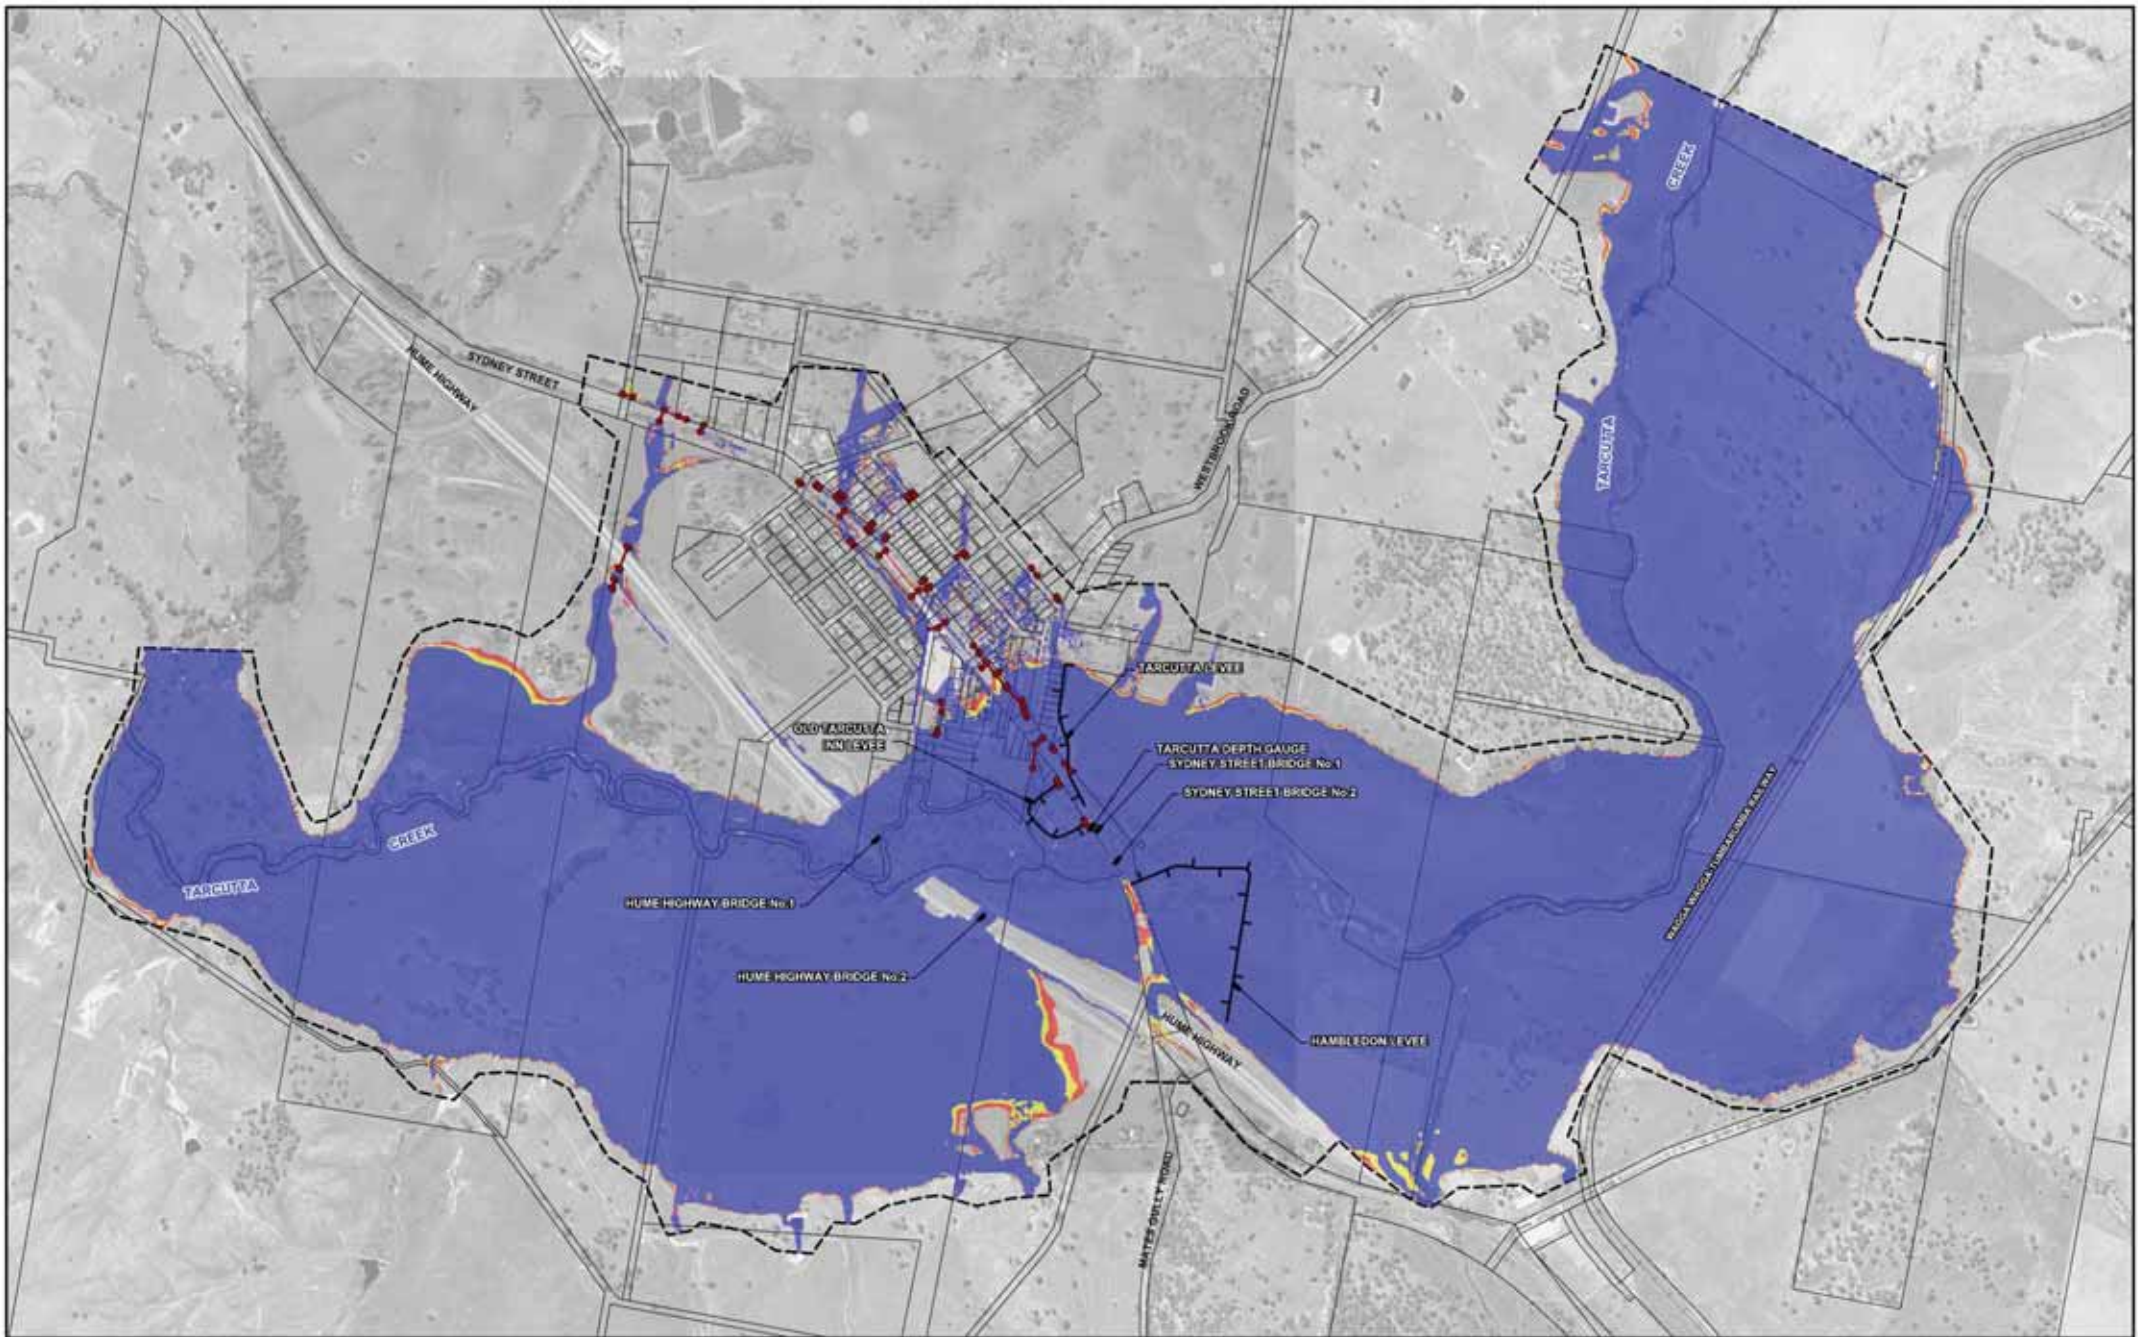 CREEK
SYDNEY STREET
HUME HIGHWAY
WESTBROOK ROAD
TARCUTTA
TARCUTTA LEVEE
OLD TARCUTTA
INN LEVEE
TARCUTTA DEPTH GAUGE
SYDNEY STREET BRIDGE No.1
SYDNEY STREET BRIDGE No.2
WAGGA WAGGA-TUMBARUMBA RAILWAY
CREEK
TARCUTTA
HUME HIGHWAY BRIDGE No.1
HUME HIGHWAY BRIDGE No.2
HUME HIGHWAY
HAMBLEDON LEVEE
MATES GULLY ROAD